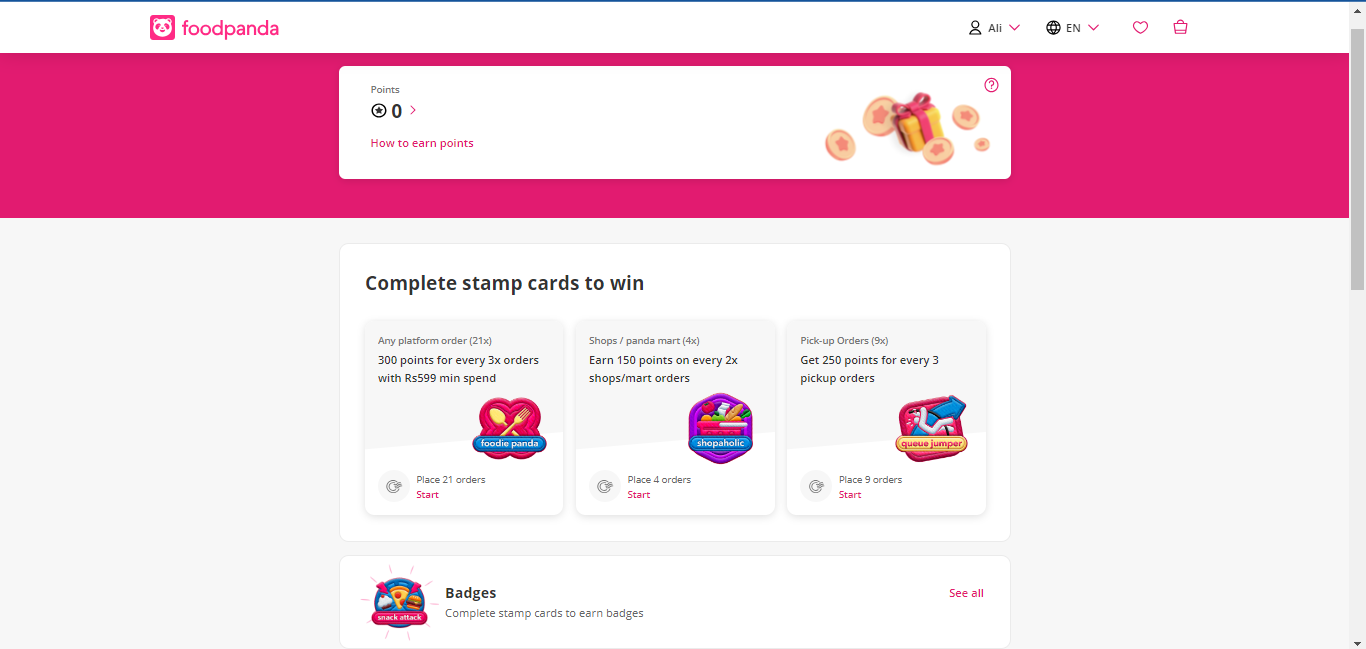 foodpanda
Ali
EN
Points
0
How to earn points
Complete stamp cards to win
Any platform order (21x)
300 points for every 3x orders
with Rs599 min spend
foodie panda
Place 21 orders
Start
Shops / panda mart (4x)
Earn 150 points on every 2x
shops/mart orders
shopaholic
Place 4 orders
Start
Pick-up Orders (9x)
Get 250 points for every 3
pickup orders
queue jumper
Place 9 orders
Start
snack attack
Badges
Complete stamp cards to earn badges
See all